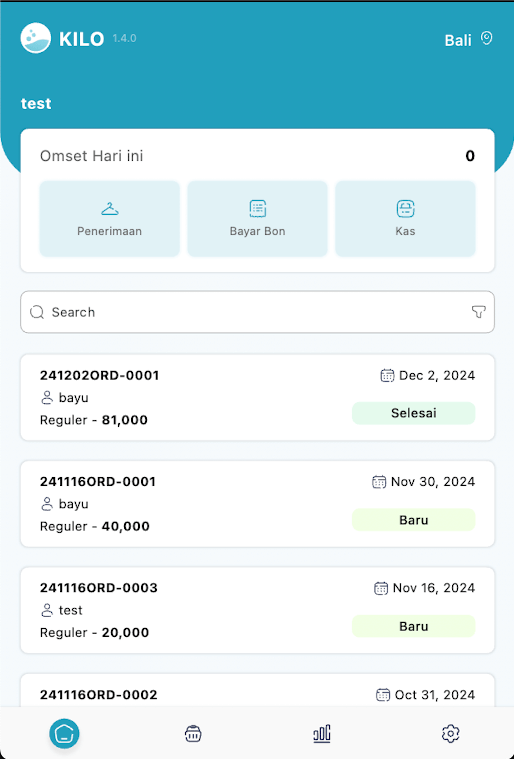 KILO 1.4.0
Bali
test
Omset Hari ini 0
Penerimaan Bayar Bon Kas
Search
241202ORD-0001 Dec 2, 2024
bayu
Selesai
Reguler - 81,000
241116ORD-0001 Nov 30, 2024
bayu
Baru
Reguler - 40,000
241116ORD-0003 Nov 16, 2024
test
Baru
Reguler - 20,000
241116ORD-0002 Oct 31, 2024